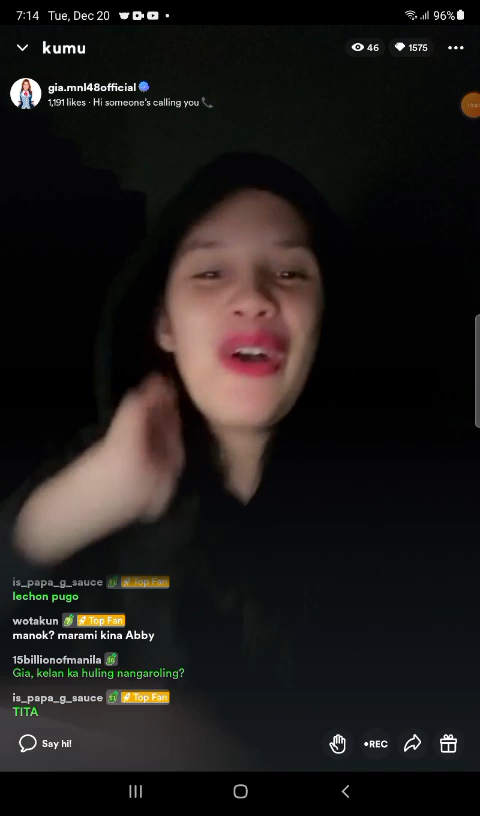 7:14 Tue, Dec 20 96%
kumu 46 1575
gia.mnl48official
1,191 likes · Hi someone's calling you 📞
is_papa_g_sauce Top Fan
lechon pugo
wotakun Top Fan
manok? marami kina Abby
15billionofmanila
Gia, kelan ka huling nangaroling?
is_papa_g_sauce Top Fan
TITA
Say hi! •REC